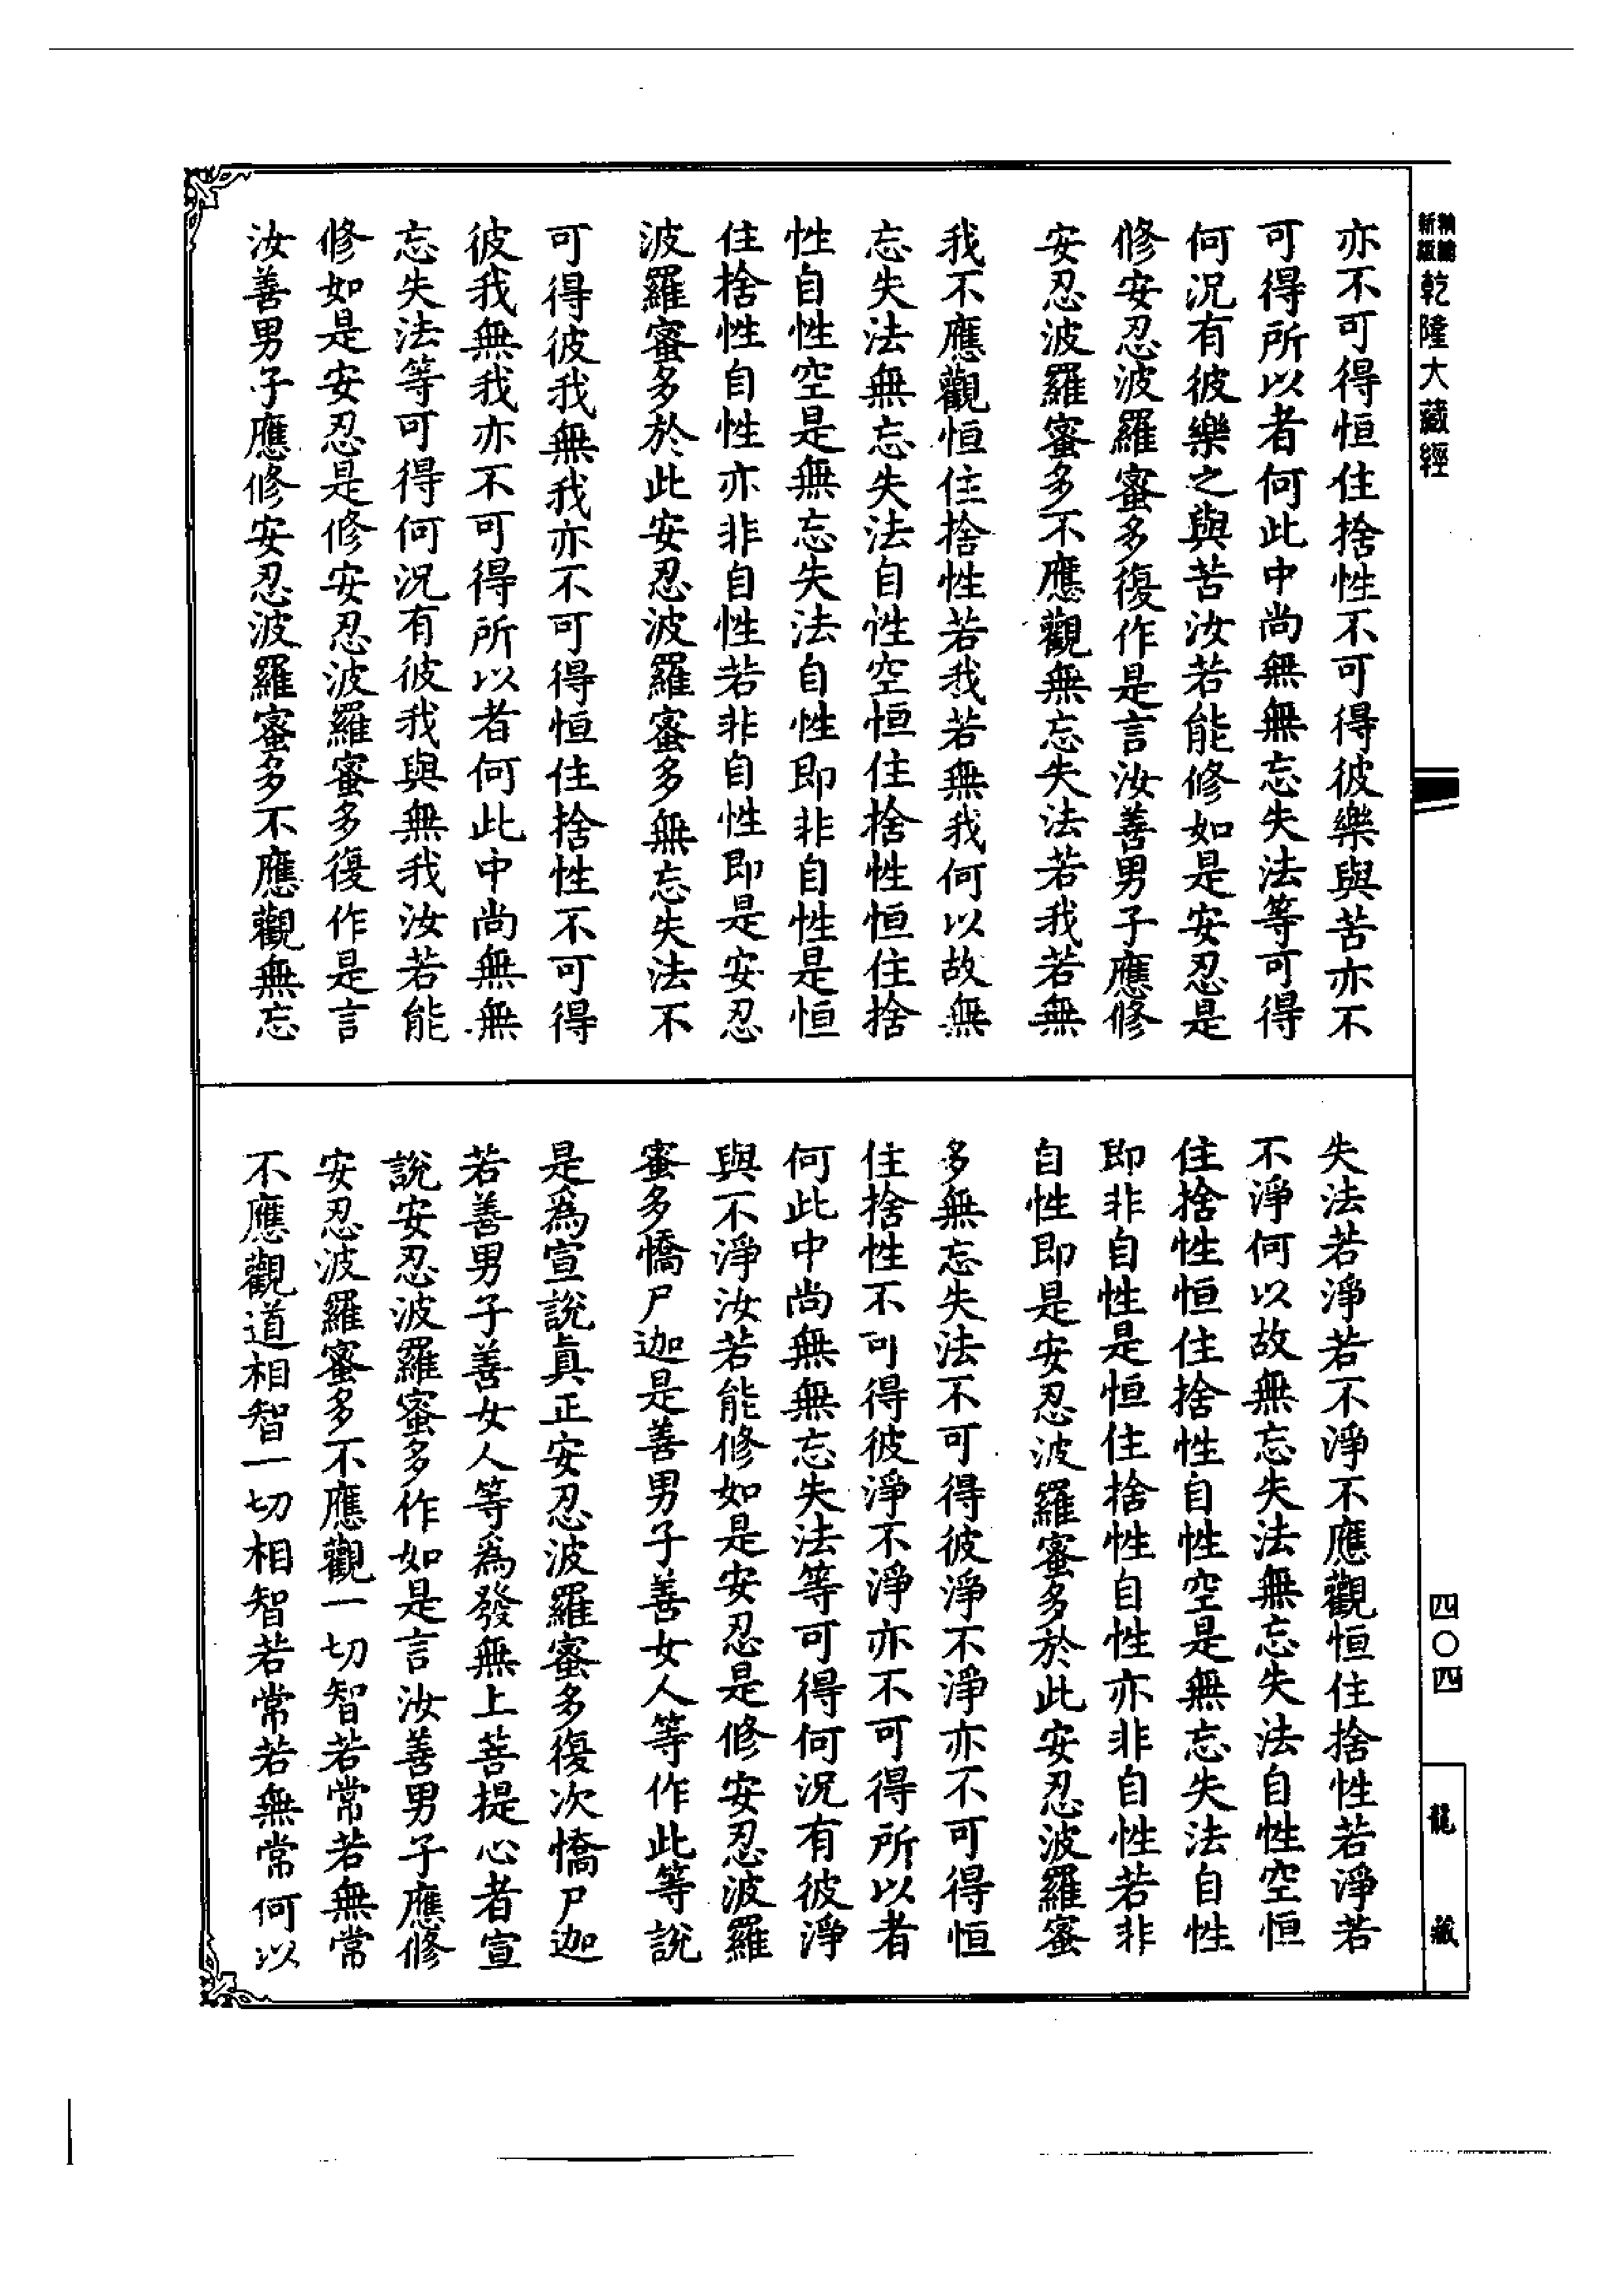 精鐫新版乾隆大藏經
亦不可得恒住捨性不可得彼樂與苦亦不
可得所以者何此中尚無無忘失法等可得
何況有彼樂之與苦汝若能修如是安忍是
修安忍波羅蜜多復作是言汝善男子應修
安忍波羅蜜多不應觀無忘失法若我若無
我不應觀恒住捨性若我若無我何以故無
忘失法無忘失法自性空恒住捨性恒住捨
性自性空是無忘失法自性即非自性是恒
住捨性自性亦非自性若非自性即是安忍
波羅蜜多於此安忍波羅蜜多無忘失法不
可得彼我無我亦不可得恒住捨性不可得
彼我無我亦不可得所以者何此中尚無無
忘失法等可得何況有彼我與無我汝若能
修如是安忍是修安忍波羅蜜多復作是言
汝善男子應修安忍波羅蜜多不應觀無忘
失法若淨若不淨不應觀恒住捨性若淨若
不淨何以故無忘失法無忘失法自性空恒
住捨性恒住捨性自性空是無忘失法自性
即非自性是恒住捨性自性亦非自性若非
自性即是安忍波羅蜜多於此安忍波羅蜜
多無忘失法不可得彼淨不淨亦不可得恒
住捨性不可得彼淨不淨亦不可得所以者
何此中尚無無忘失法等可得何況有彼淨
與不淨汝若能修如是安忍是修安忍波羅
蜜多憍尸迦是善男子善女人等作此等說
是為宣說真正安忍波羅蜜多復次憍尸迦
若善男子善女人等為發無上菩提心者宣
說安忍波羅蜜多作如是言汝善男子應修
安忍波羅蜜多不應觀一切智若常若無常
不應觀道相智一切相智若常若無常何以
四〇四
龍藏